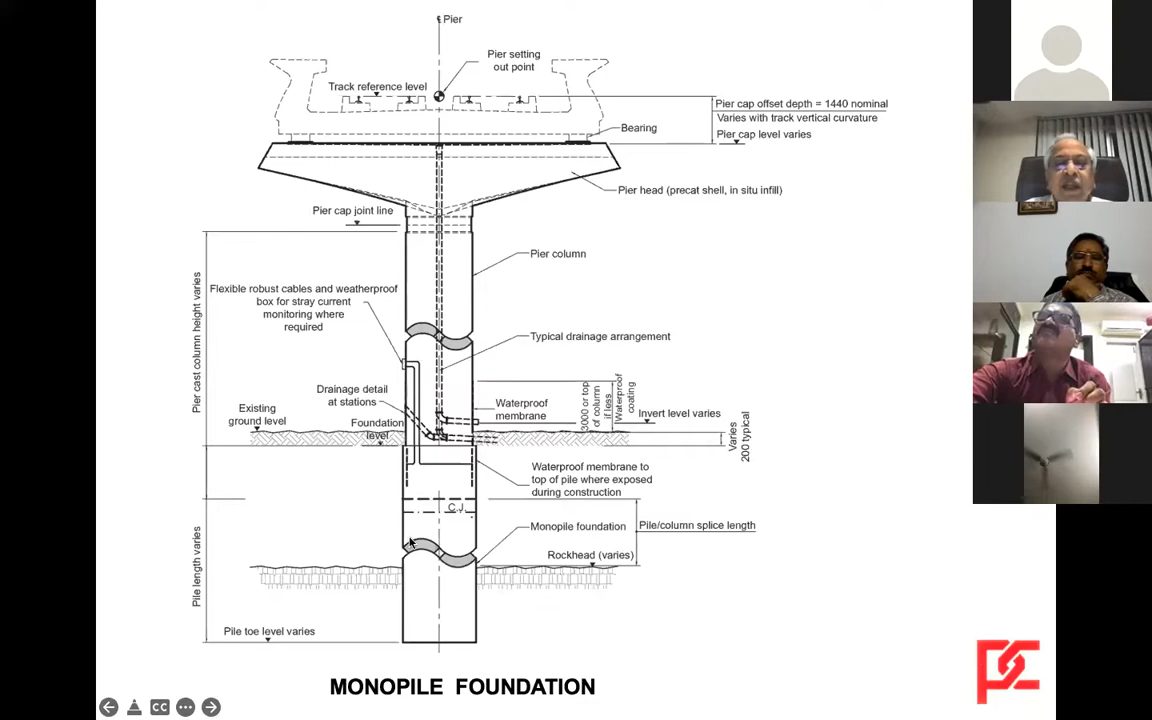 ℄ Pier
Pier setting
out point
Track reference level
Pier cap offset depth = 1440 nominal
Varies with track vertical curvature
Bearing
Pier cap level varies
Pier head (precat shell, in situ infill)
Pier cap joint line
Pier column
Flexible robust cables and weatherproof
box for stray current
monitoring where
required
Pier cast column height varies
Typical drainage arrangement
Drainage detail
at stations
Waterproof
membrane
3000 or top
of column
if less
Waterproof
coating
Invert level varies
Existing
ground level
Foundation
level
Varies
200 typical
Waterproof membrane to
top of pile where exposed
during construction
C.J.
Monopile foundation
Pile/column splice length
Rockhead (varies)
Pile length varies
Pile toe level varies
MONOPILE FOUNDATION
CC